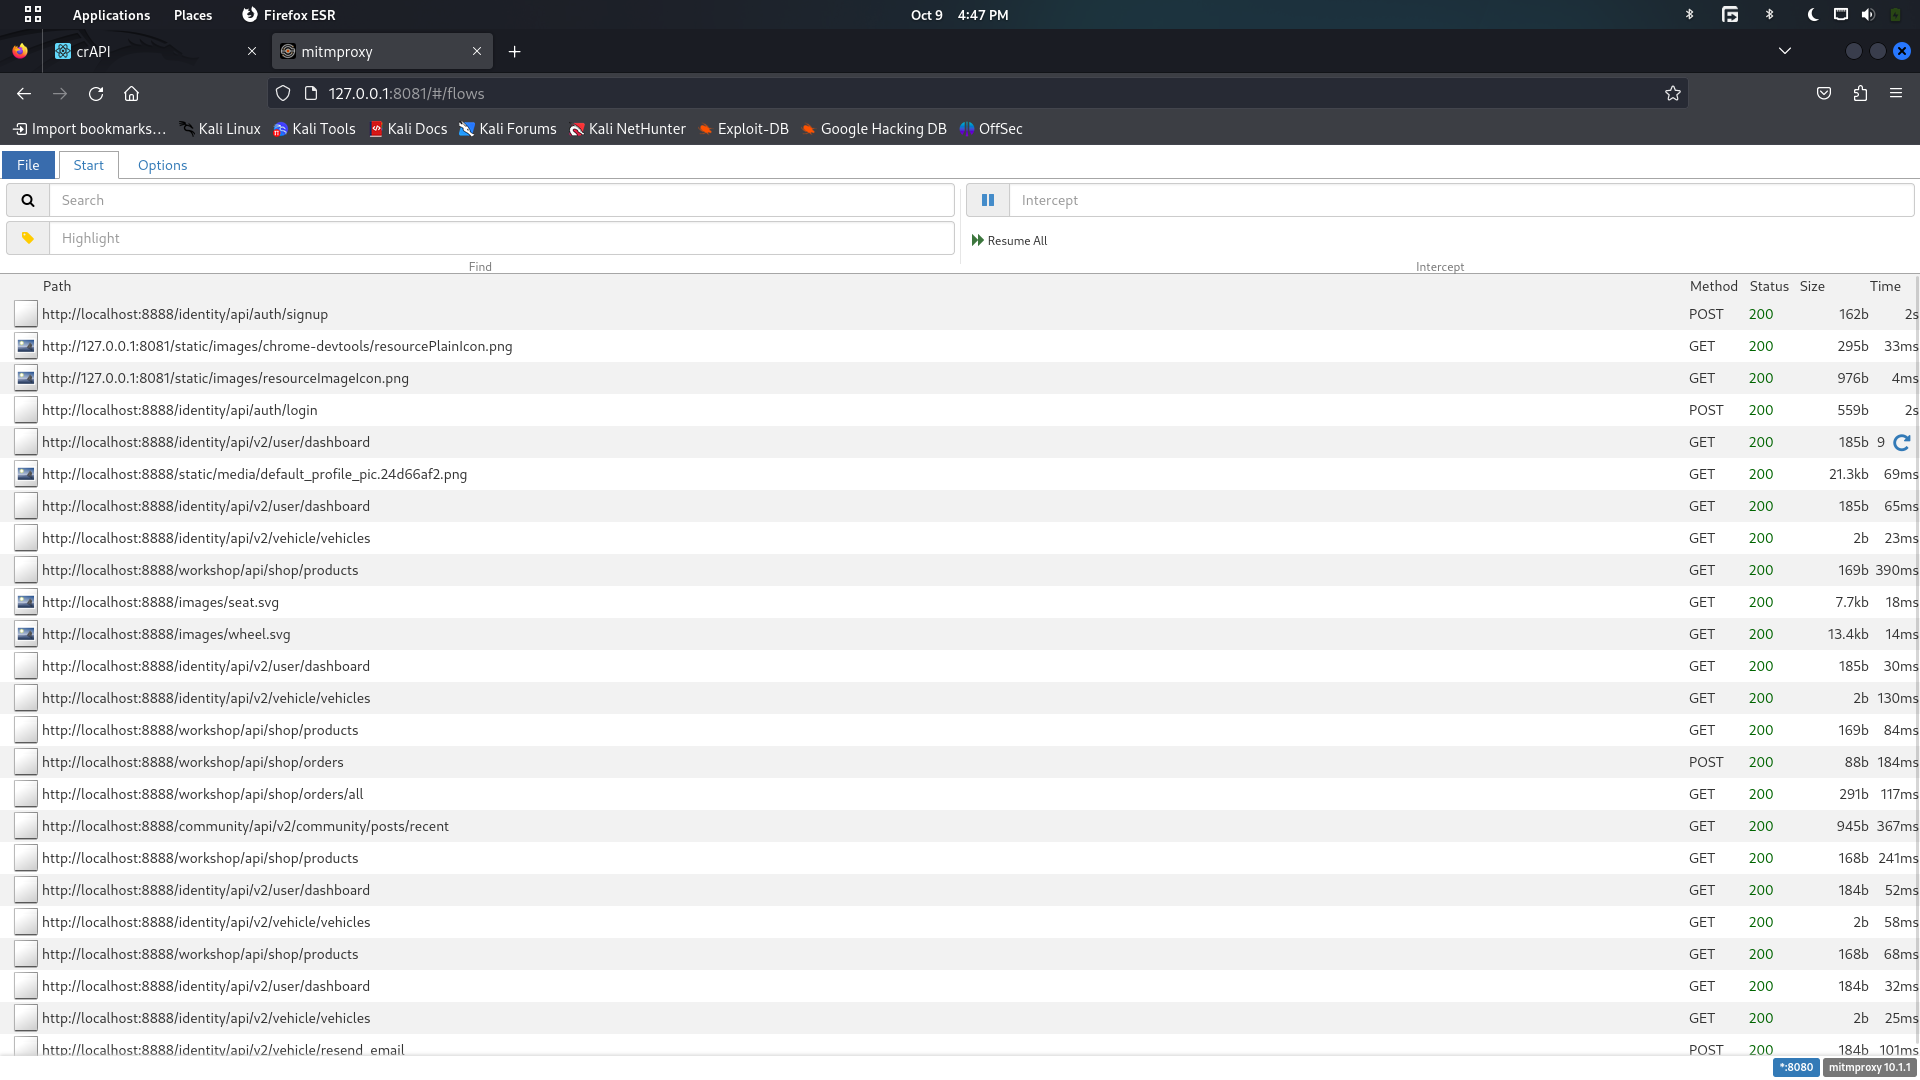 Applications Places Firefox ESR Oct 9 4:47 PM
crAPI mitmproxy
127.0.0.1:8081/#/flows
Import bookmarks... Kali Linux Kali Tools Kali Docs Kali Forums Kali NetHunter Exploit-DB Google Hacking DB OffSec
File Start Options
Search Intercept
Highlight Resume All
Find Intercept
Path Method Status Size Time
http://localhost:8888/identity/api/auth/signup POST 200 162b 2s
http://127.0.0.1:8081/static/images/chrome-devtools/resourcePlainIcon.png GET 200 295b 33ms
http://127.0.0.1:8081/static/images/resourceImageIcon.png GET 200 976b 4ms
http://localhost:8888/identity/api/auth/login POST 200 559b 2s
http://localhost:8888/identity/api/v2/user/dashboard GET 200 185b 9
http://localhost:8888/static/media/default_profile_pic.24d66af2.png GET 200 21.3kb 69ms
http://localhost:8888/identity/api/v2/user/dashboard GET 200 185b 65ms
http://localhost:8888/identity/api/v2/vehicle/vehicles GET 200 2b 23ms
http://localhost:8888/workshop/api/shop/products GET 200 169b 390ms
http://localhost:8888/images/seat.svg GET 200 7.7kb 18ms
http://localhost:8888/images/wheel.svg GET 200 13.4kb 14ms
http://localhost:8888/identity/api/v2/user/dashboard GET 200 185b 30ms
http://localhost:8888/identity/api/v2/vehicle/vehicles GET 200 2b 130ms
http://localhost:8888/workshop/api/shop/products GET 200 169b 84ms
http://localhost:8888/workshop/api/shop/orders POST 200 88b 184ms
http://localhost:8888/workshop/api/shop/orders/all GET 200 291b 117ms
http://localhost:8888/community/api/v2/community/posts/recent GET 200 945b 367ms
http://localhost:8888/workshop/api/shop/products GET 200 168b 241ms
http://localhost:8888/identity/api/v2/user/dashboard GET 200 184b 52ms
http://localhost:8888/identity/api/v2/vehicle/vehicles GET 200 2b 58ms
http://localhost:8888/workshop/api/shop/products GET 200 168b 68ms
http://localhost:8888/identity/api/v2/user/dashboard GET 200 184b 32ms
http://localhost:8888/identity/api/v2/vehicle/vehicles GET 200 2b 25ms
http://localhost:8888/identity/api/v2/vehicle/resend_email POST 200 184b 101ms
*:8080 mitmproxy 10.1.1